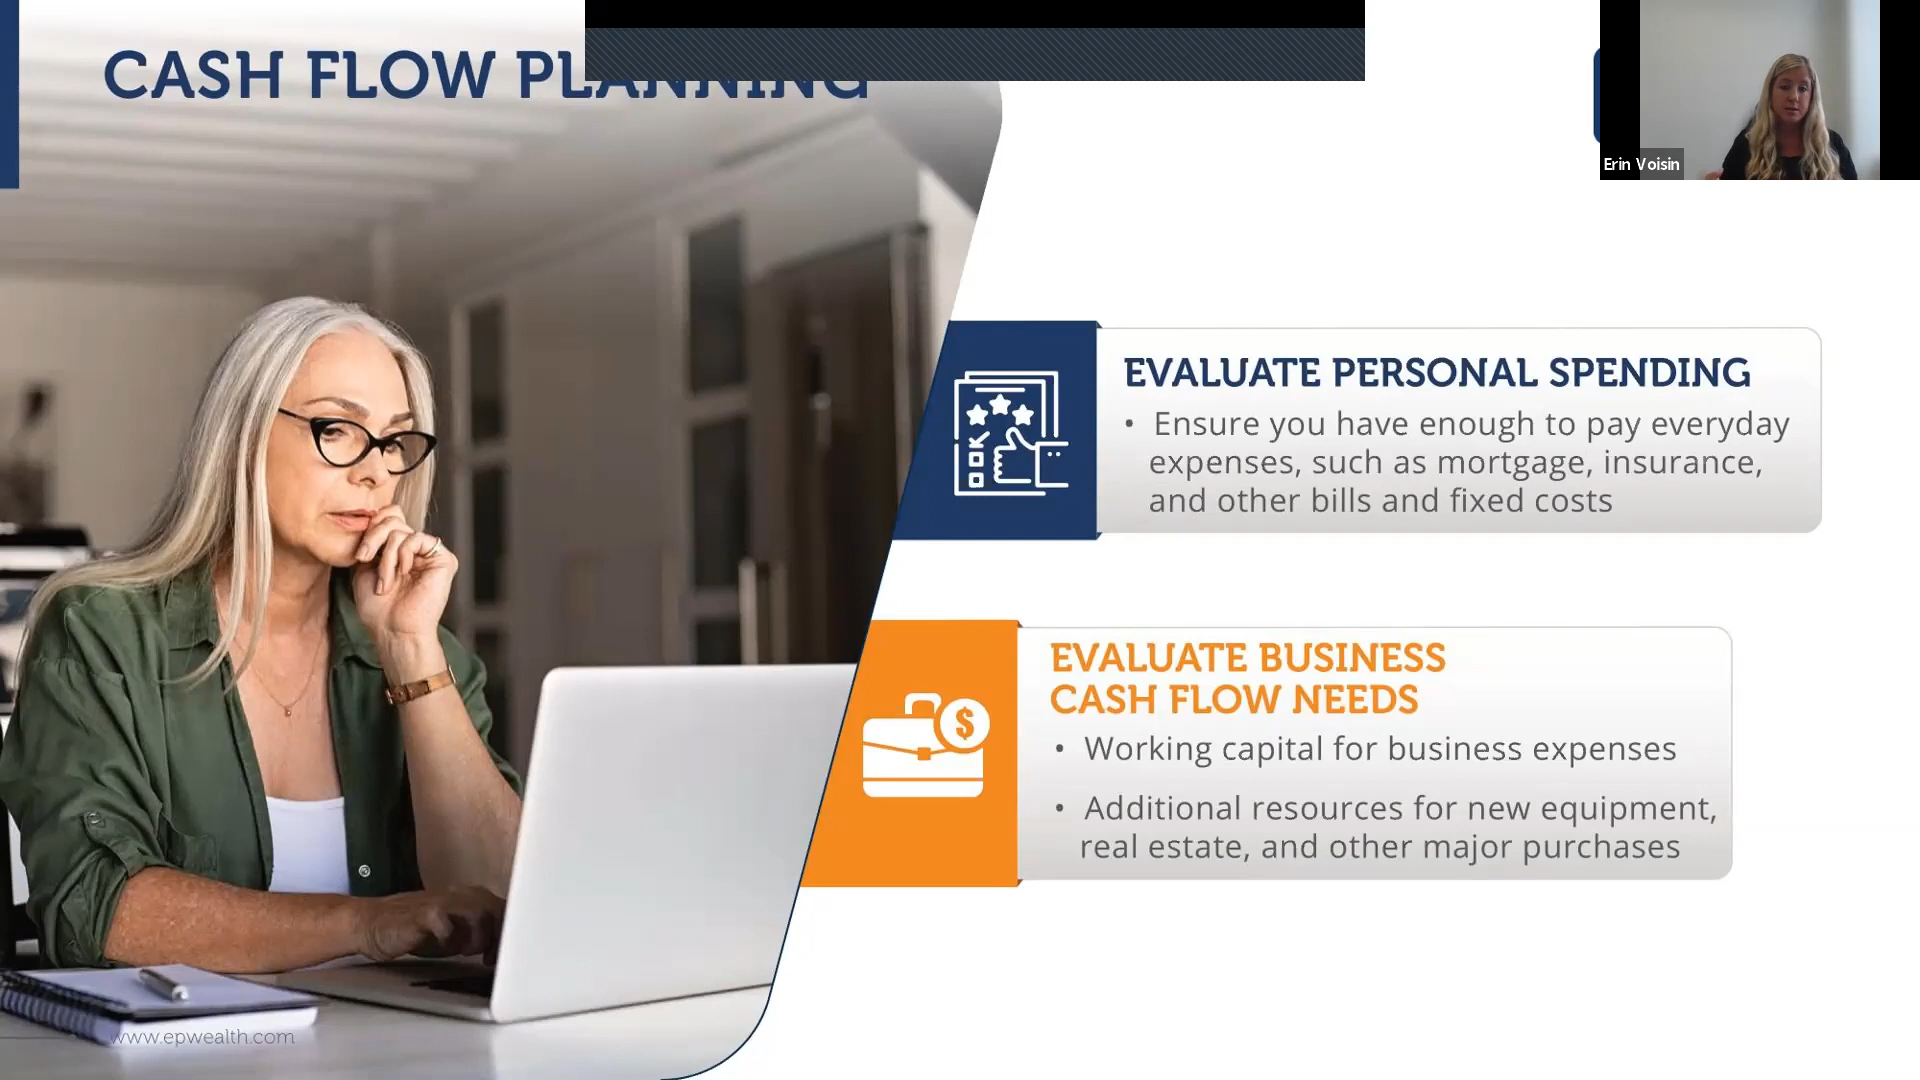 CASH FLOW PLANNING
Erin Voisin
EVALUATE PERSONAL SPENDING
• Ensure you have enough to pay everyday
expenses, such as mortgage, insurance,
and other bills and fixed costs
$
EVALUATE BUSINESS
CASH FLOW NEEDS
• Working capital for business expenses
• Additional resources for new equipment,
real estate, and other major purchases
www.epwealth.com